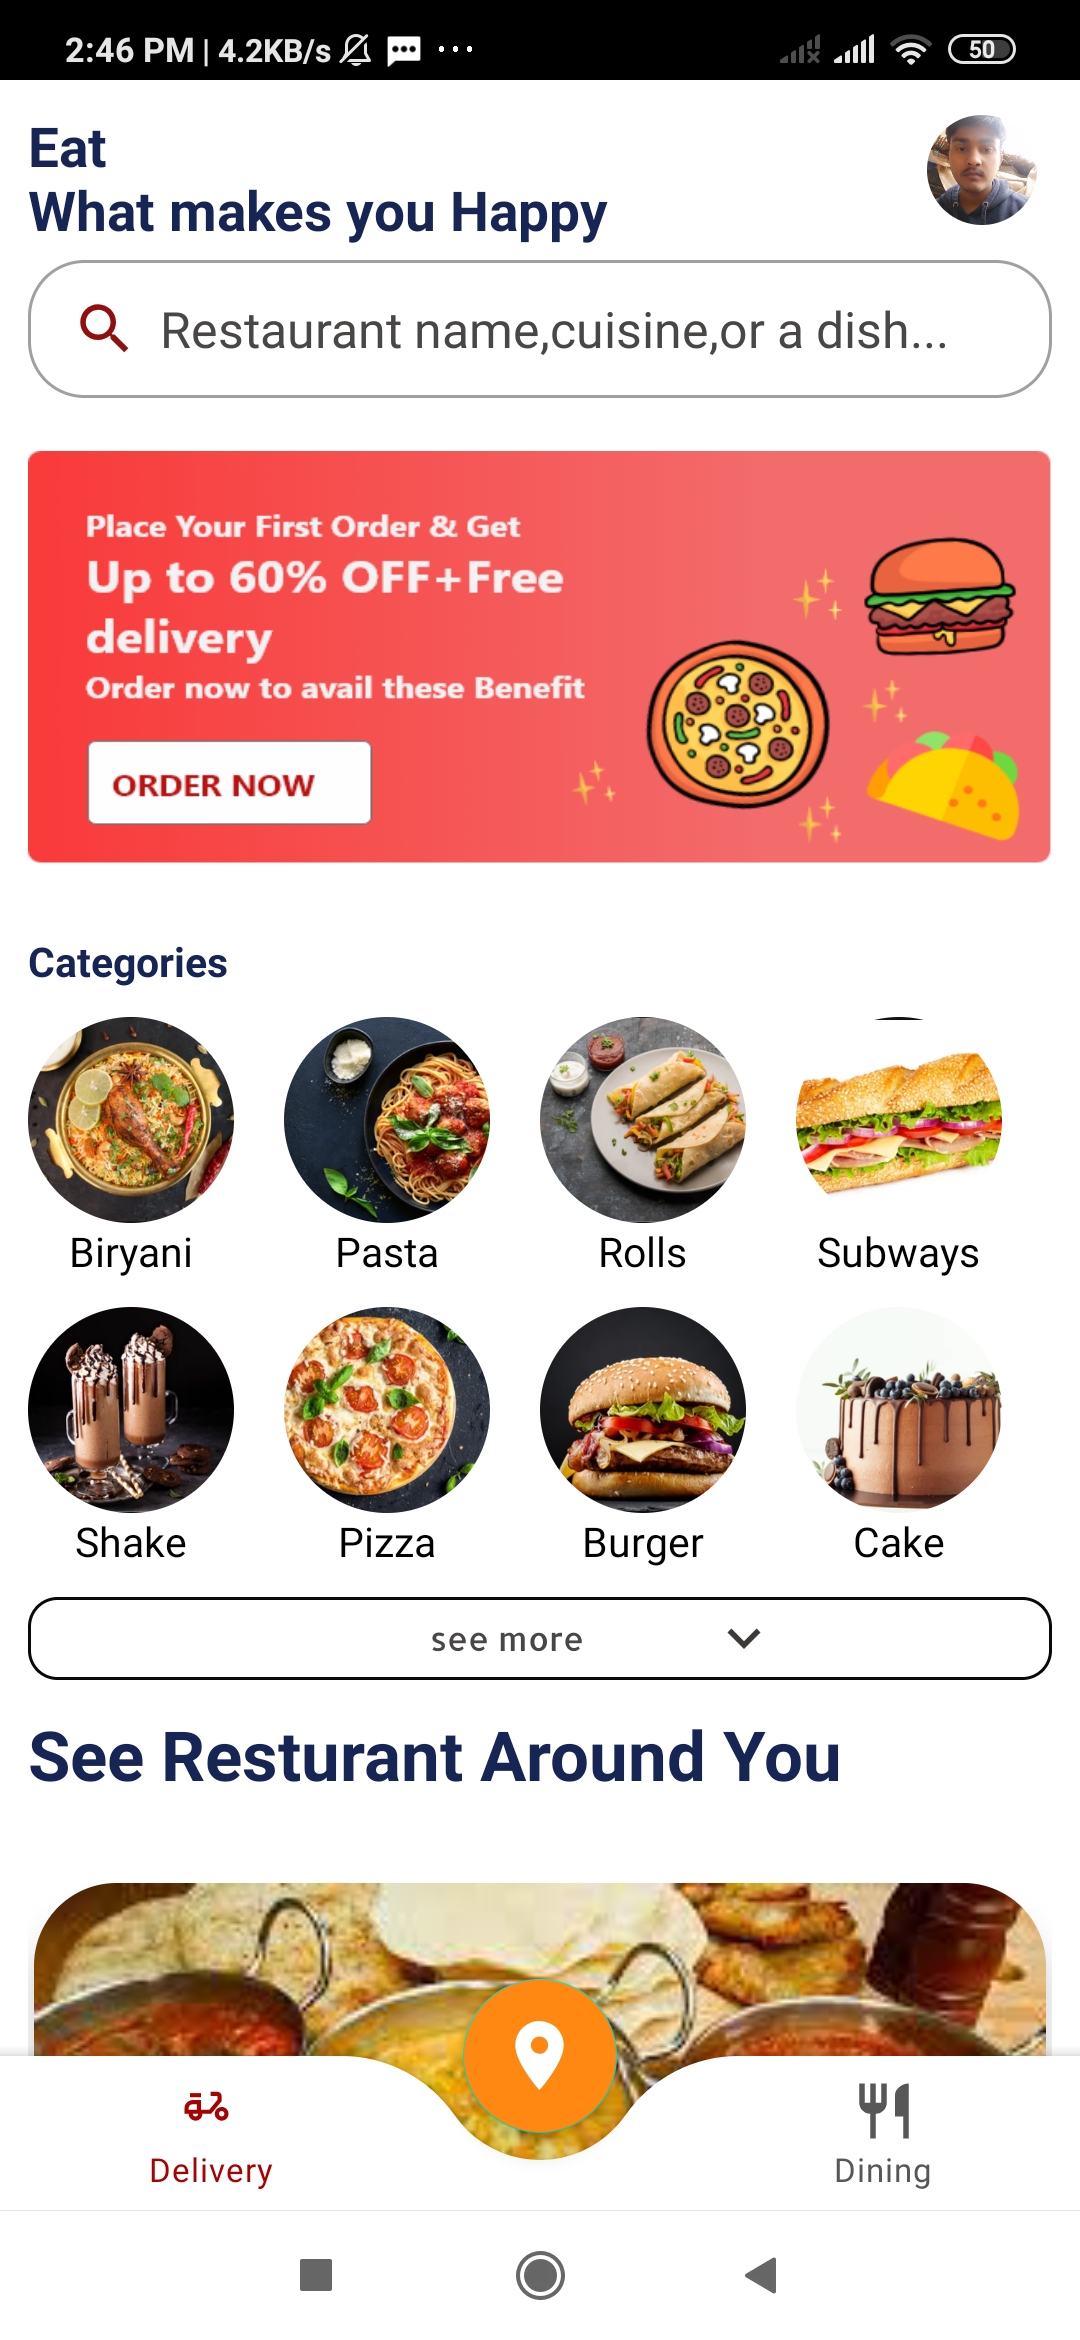 2:46 PM | 4.2KB/s
50
Eat
What makes you Happy
Restaurant name,cuisine,or a dish...
Place Your First Order & Get
Up to 60% OFF+Free
delivery
Order now to avail these Benefit
ORDER NOW
Categories
Biryani Pasta Rolls Subways
Shake Pizza Burger Cake
see more
See Resturant Around You
Delivery Dining